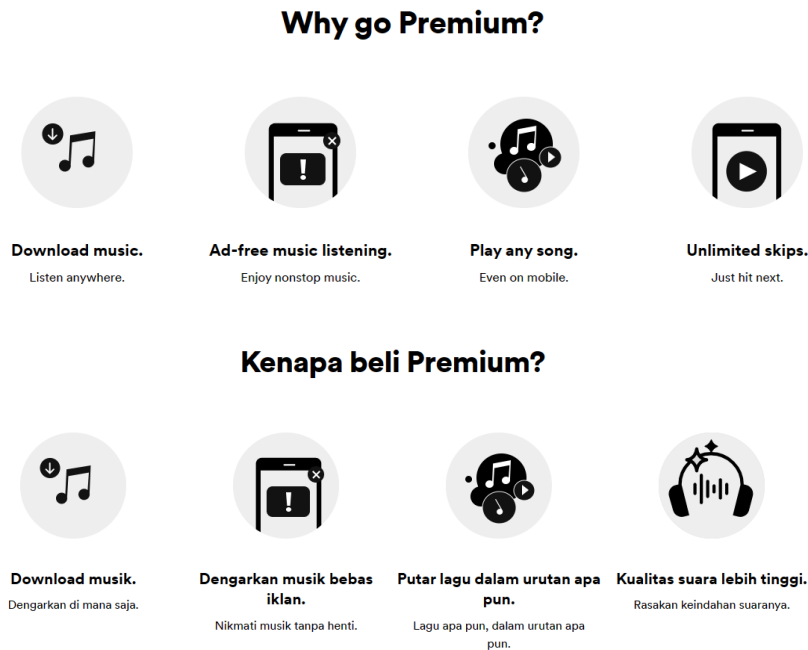 Why go Premium?
Download music.
Listen anywhere.
Ad-free music listening.
Enjoy nonstop music.
Play any song.
Even on mobile.
Unlimited skips.
Just hit next.
Kenapa beli Premium?
Download musik.
Dengarkan di mana saja.
Dengarkan musik bebas
iklan.
Nikmati musik tanpa henti.
Putar lagu dalam urutan apa
pun.
Lagu apa pun, dalam urutan apa
pun.
Kualitas suara lebih tinggi.
Rasakan keindahan suaranya.